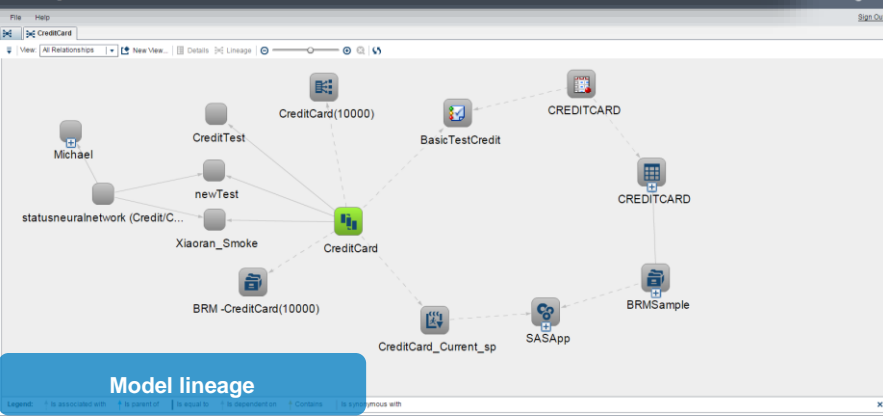 File Help
Sign Ou
CreditCard
View: All Relationships New View... Details Lineage
CreditCard(10000)
CREDITCARD
CreditTest
BasicTestCredit
Michael
newTest
CREDITCARD
statusneuralnetwork (Credit/C...
Xiaoran_Smoke
CreditCard
BRM -CreditCard(10000)
BRMSample
CreditCard_Current_sp
SASApp
Model lineage
Legend: Is associated with Is parent of Is equal to Is dependent on Contains Is synonymous with